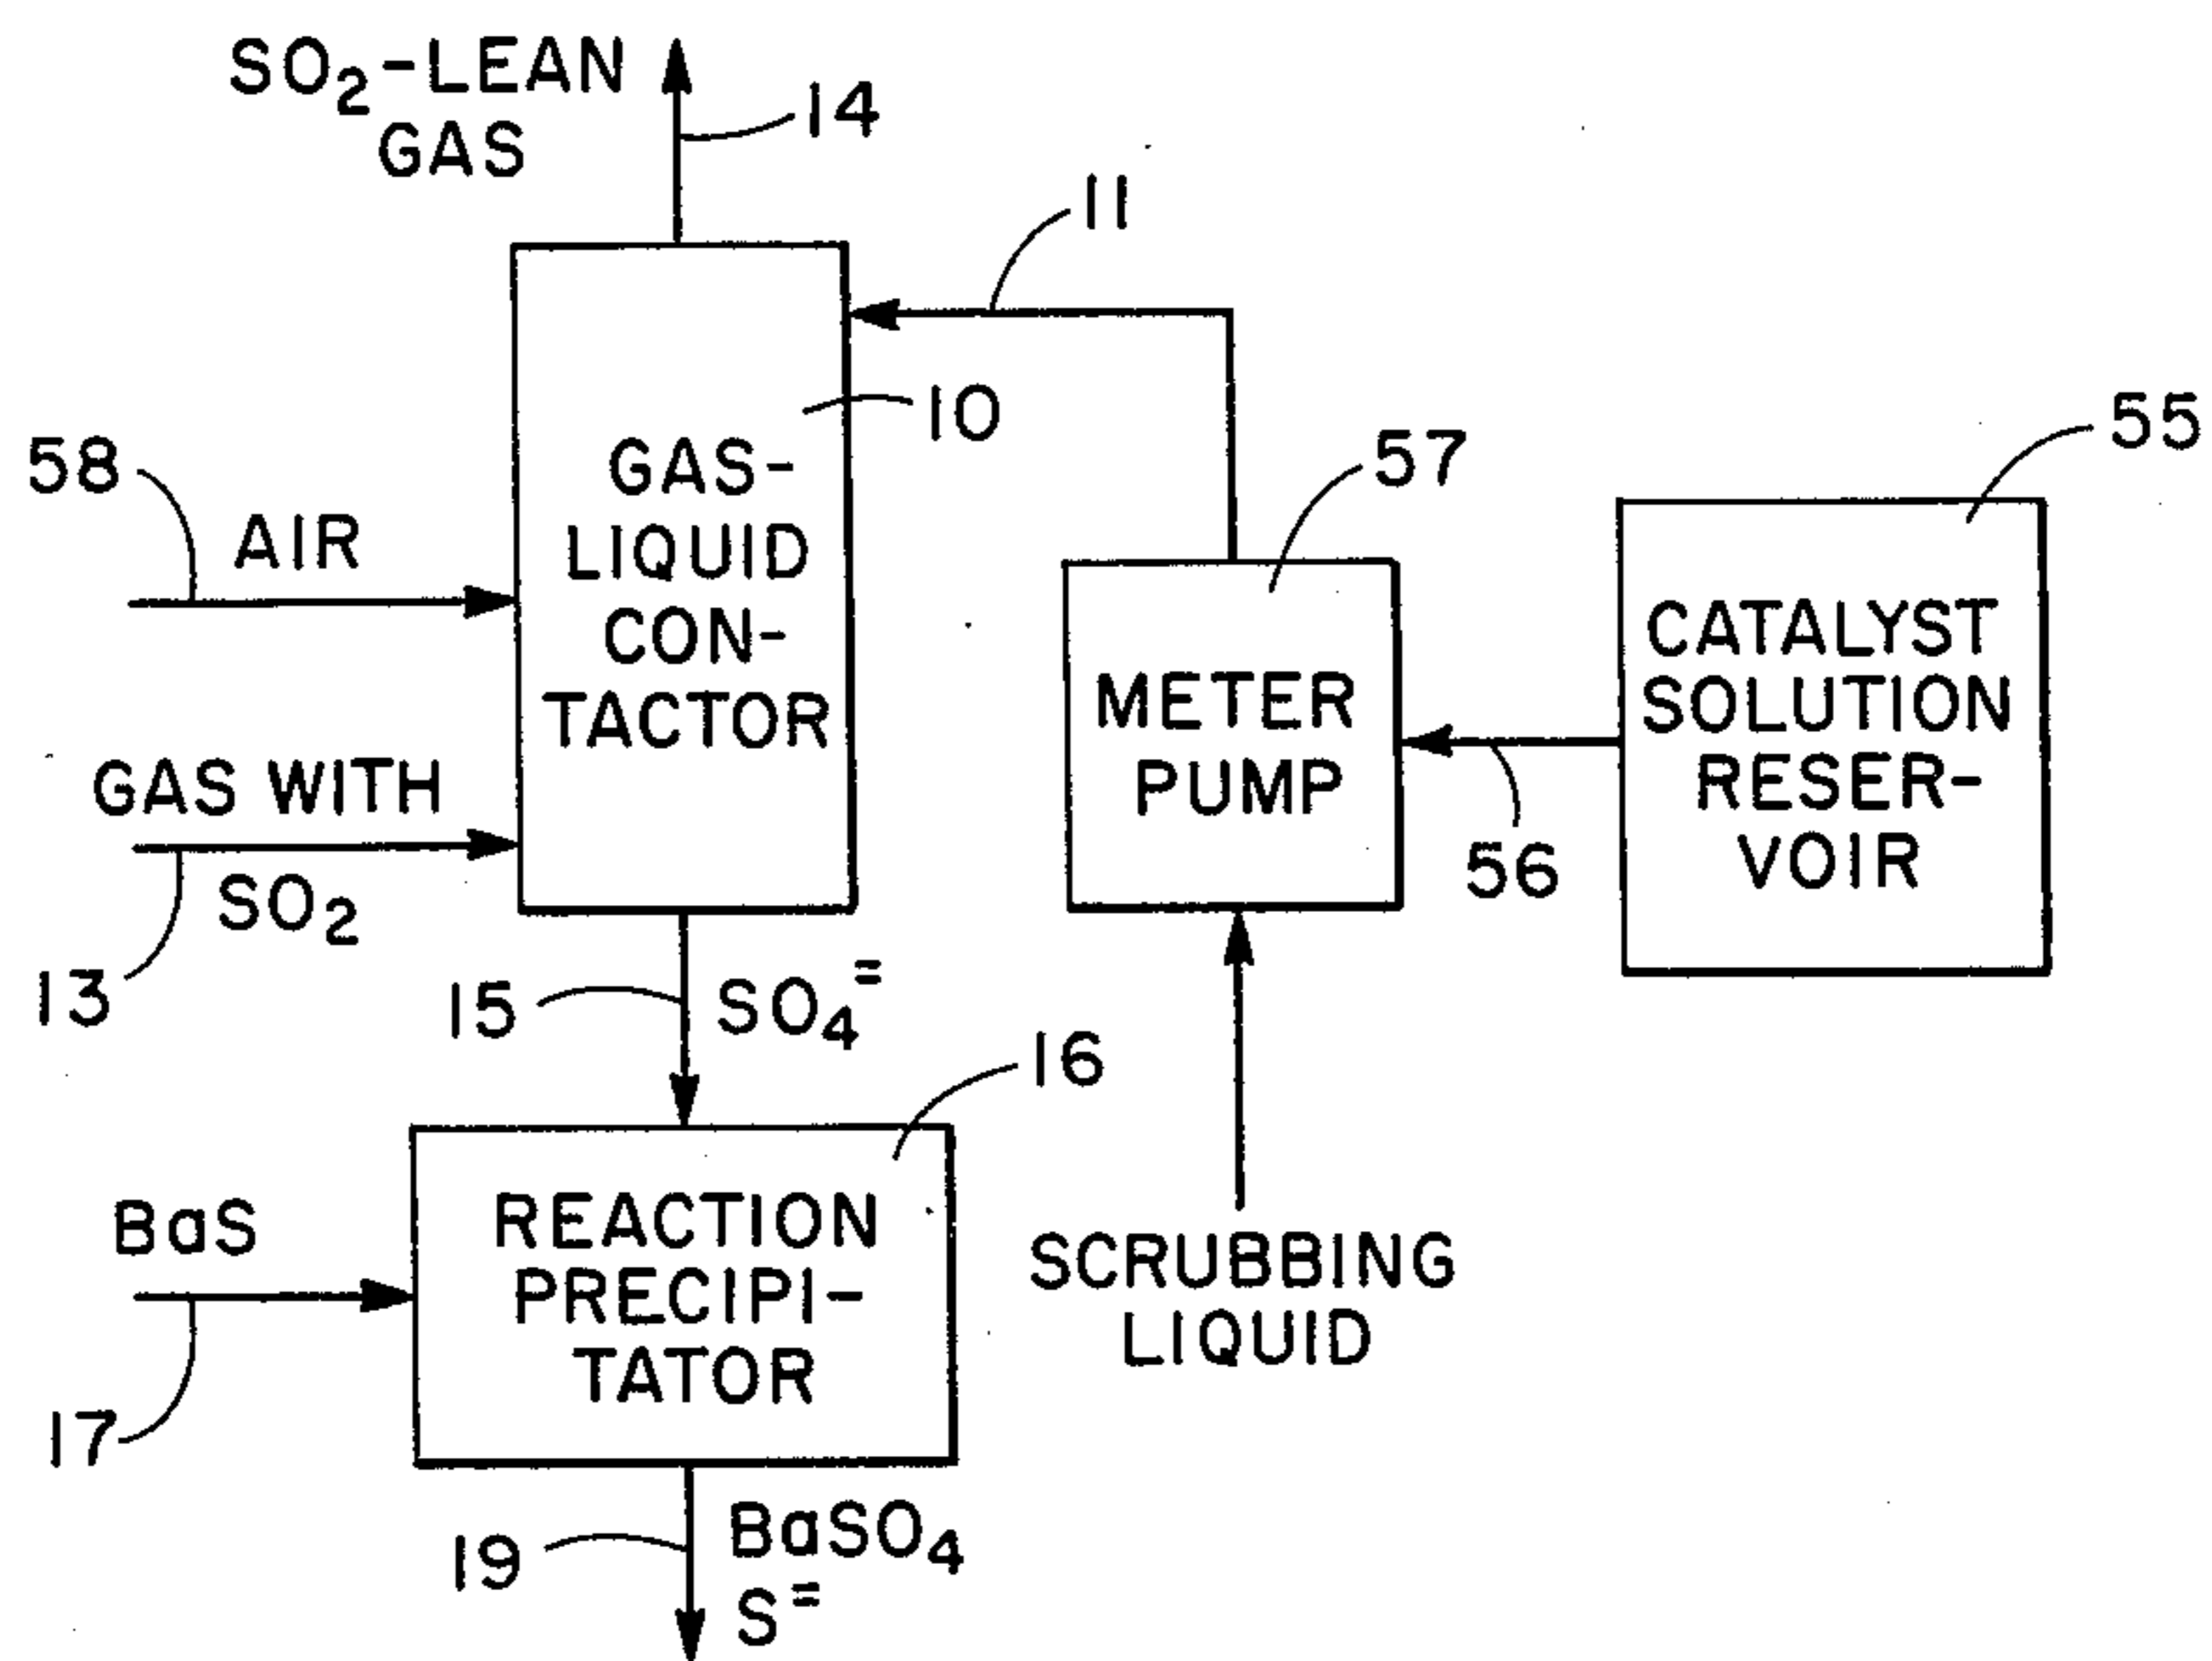 SO₂-LEAN
GAS
14
11
10
58
AIR
GAS-
LIQUID
CON-
TACTOR
57
55
METER
PUMP
CATALYST
SOLUTION
RESER-
VOIR
56
GAS WITH
SO₂
13
15
SO₄⁼
16
BaS
17
REACTION
PRECIPI-
TATOR
SCRUBBING
LIQUID
19
BaSO₄
S⁼